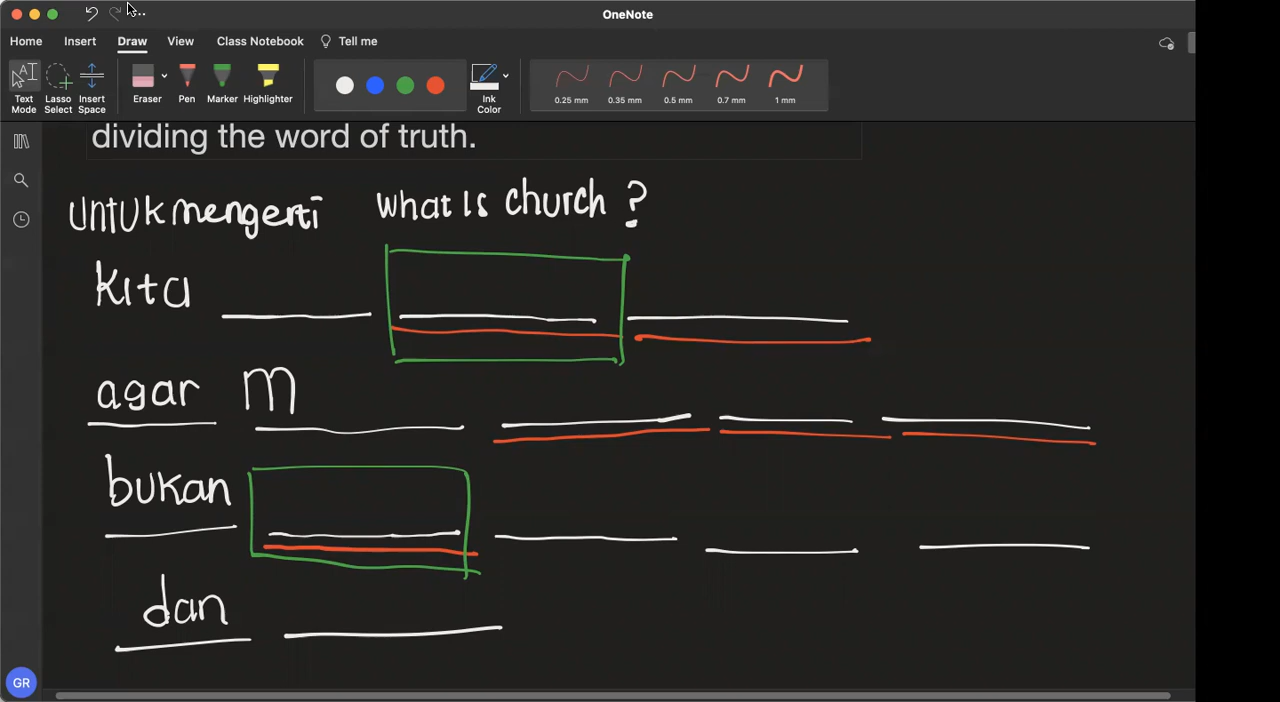 OneNote
Home Insert Draw View Class Notebook Tell me
Text Mode
Lasso Select
Insert Space
Eraser
Pen
Marker
Highlighter
Ink Color
0.25 mm 0.35 mm 0.5 mm 0.7 mm 1 mm
dividing the word of truth.
untuk mengerti what is church ?
kita
agar m
bukan
dan
GR